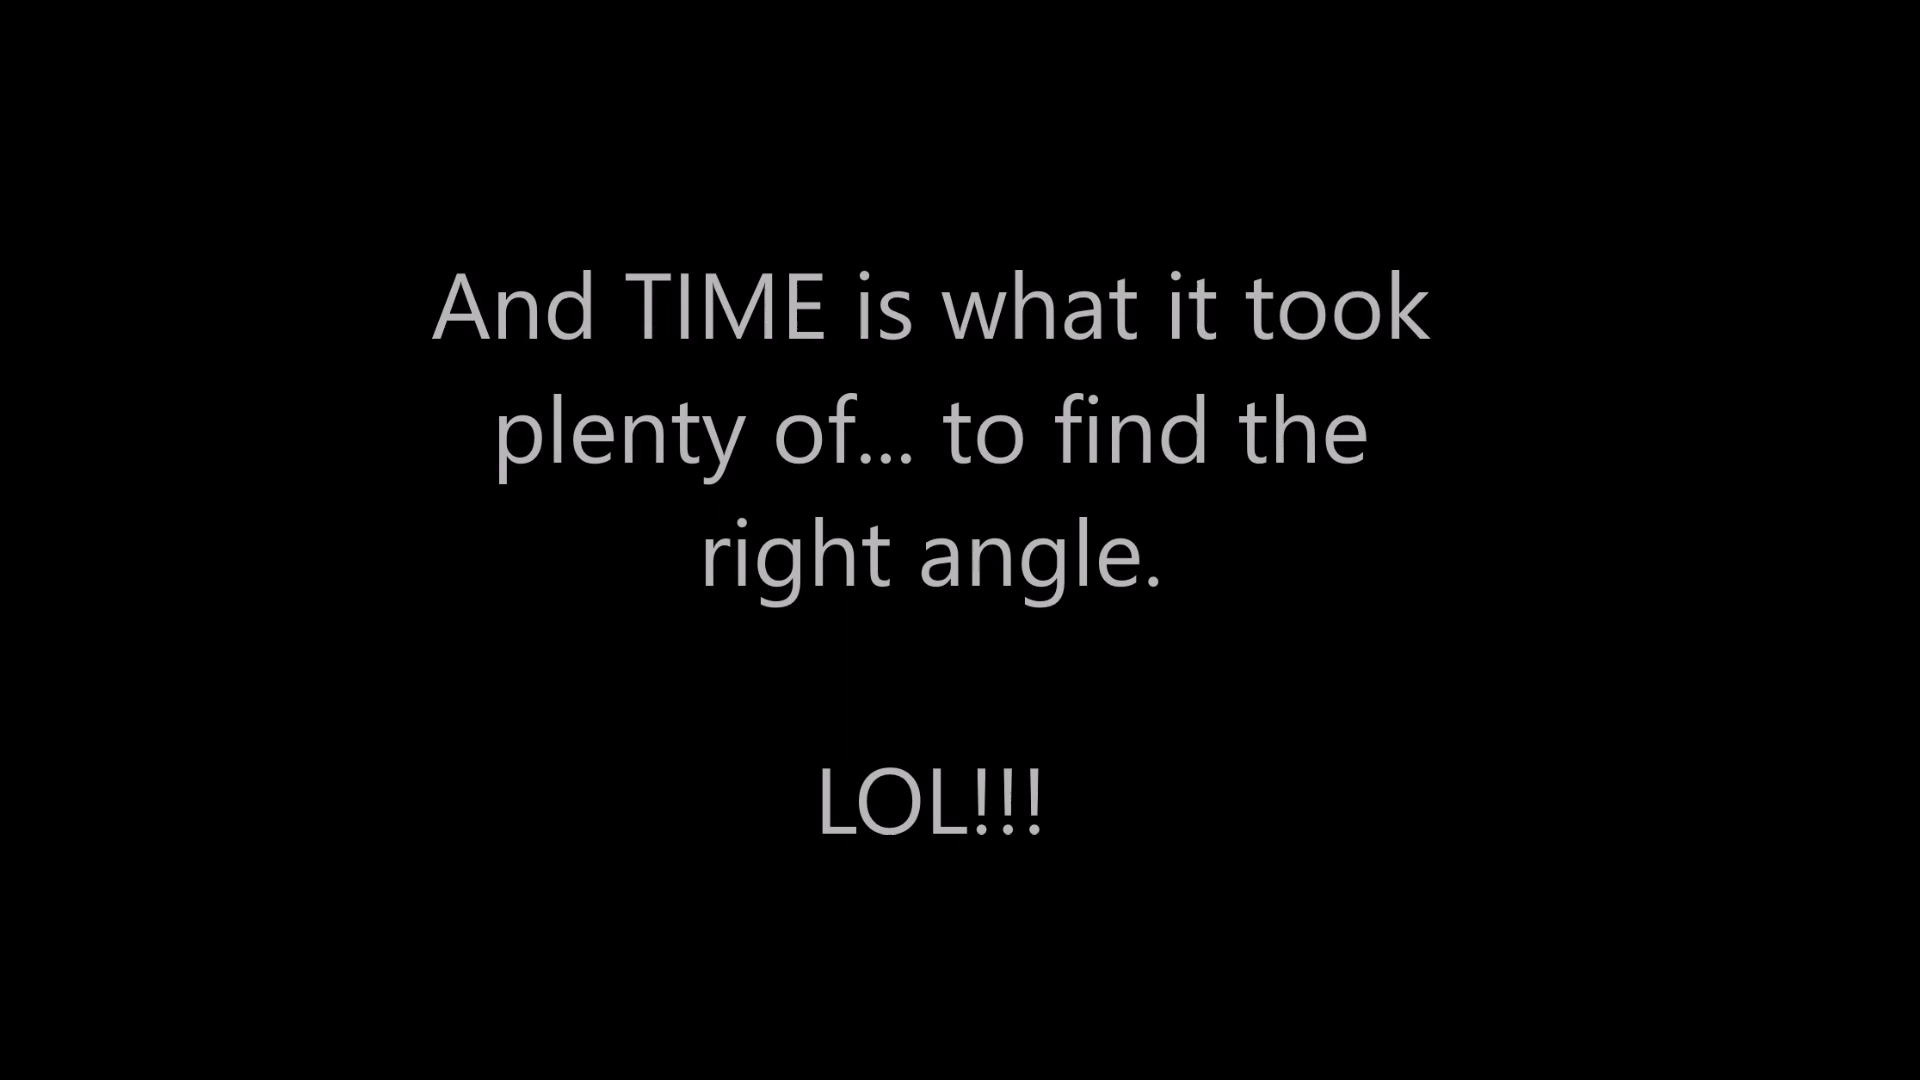 And TIME is what it took
plenty of... to find the
right angle.
LOL!!!